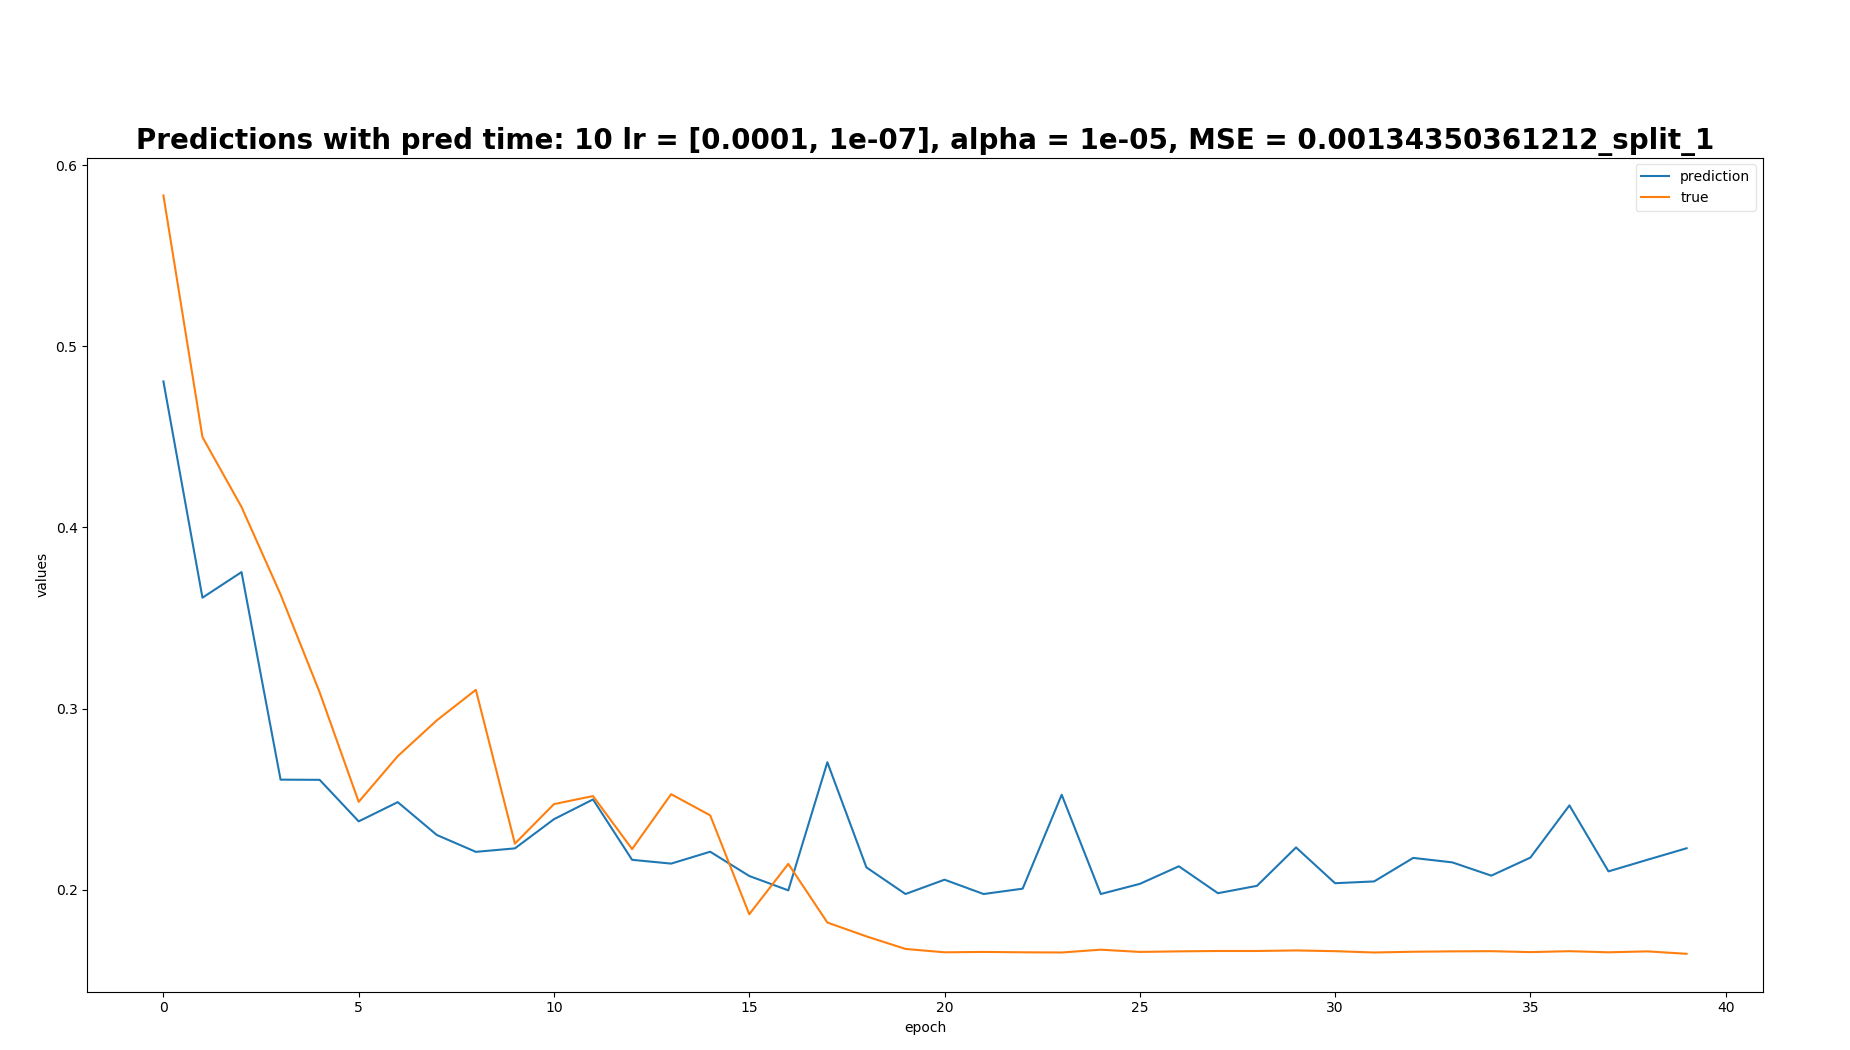 Predictions with pred time: 10 lr = [0.0001, 1e-07], alpha = 1e-05, MSE = 0.00134350361212_split_1
prediction
true
0.6
0.5
0.4
0.3
0.2
values
0 5 10 15 20 25 30 35 40
epoch